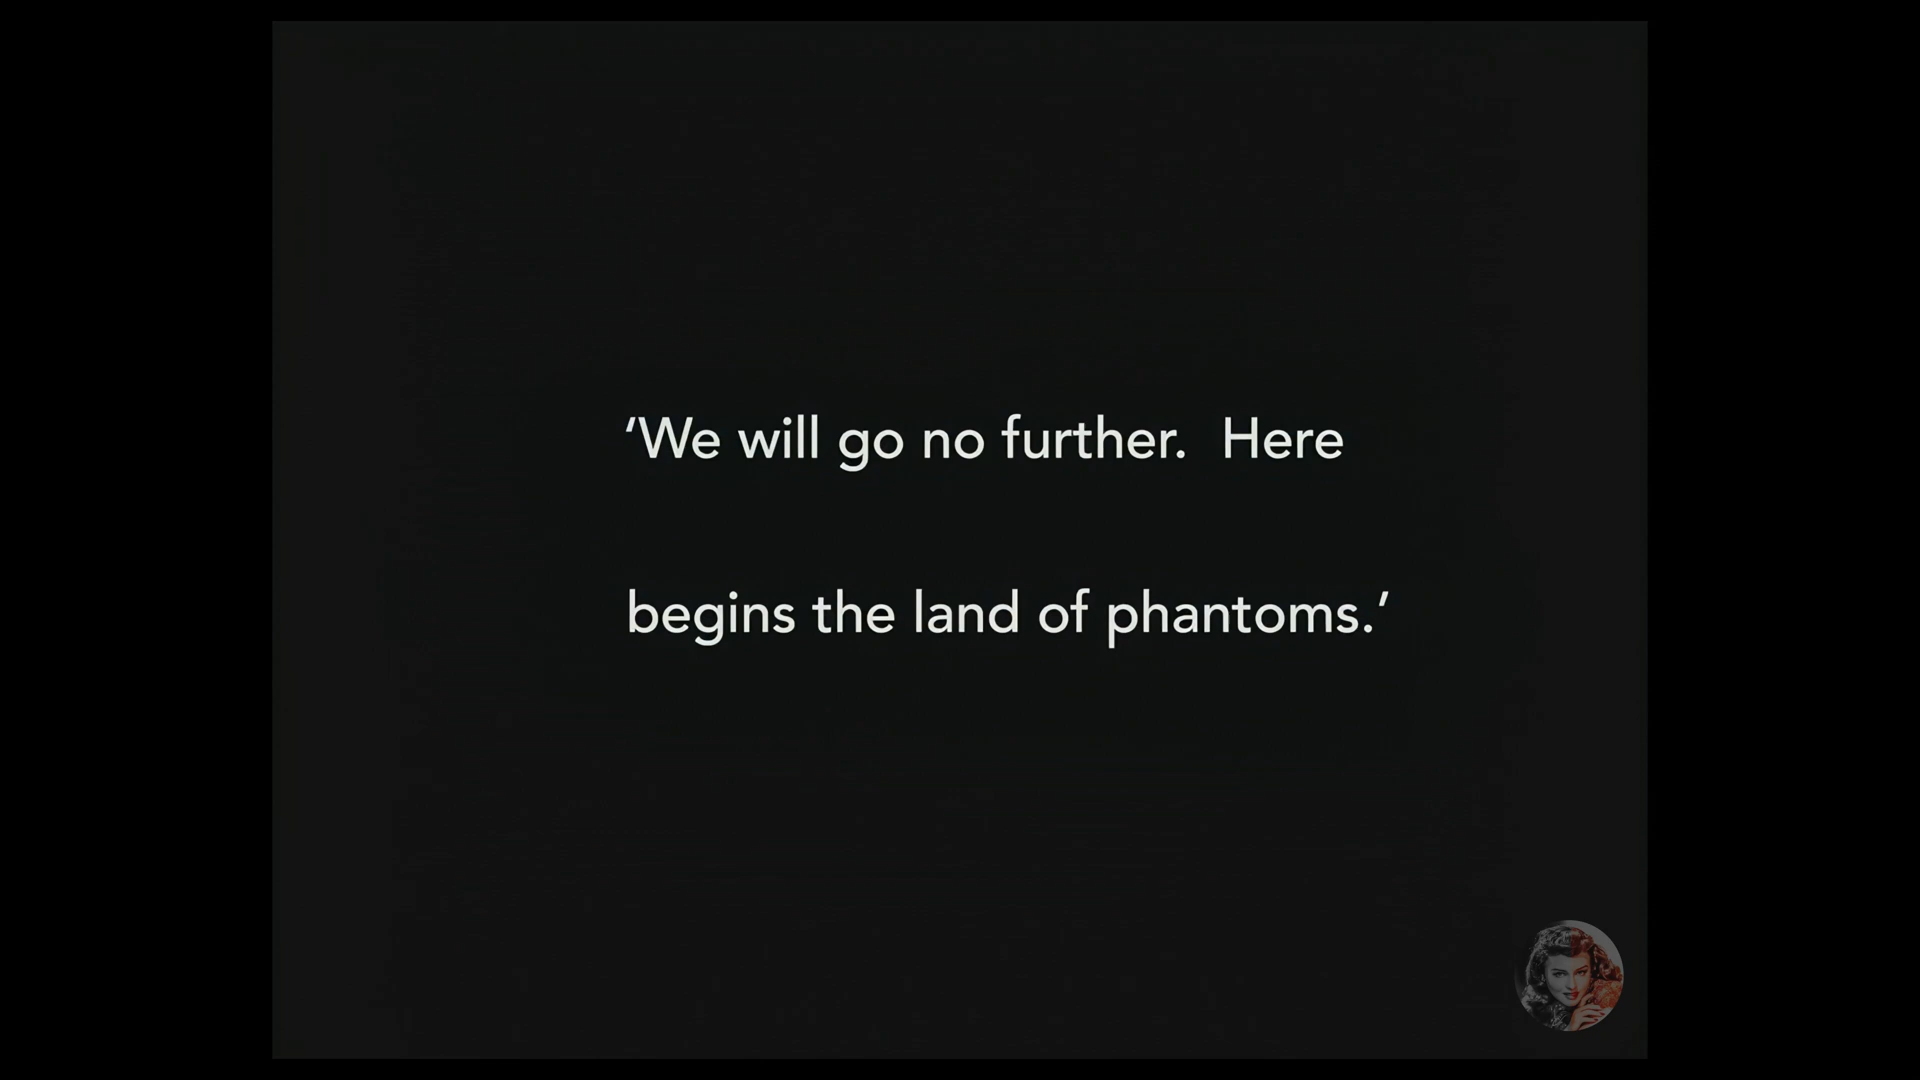 ‘We will go no further.  Here
begins the land of phantoms.’